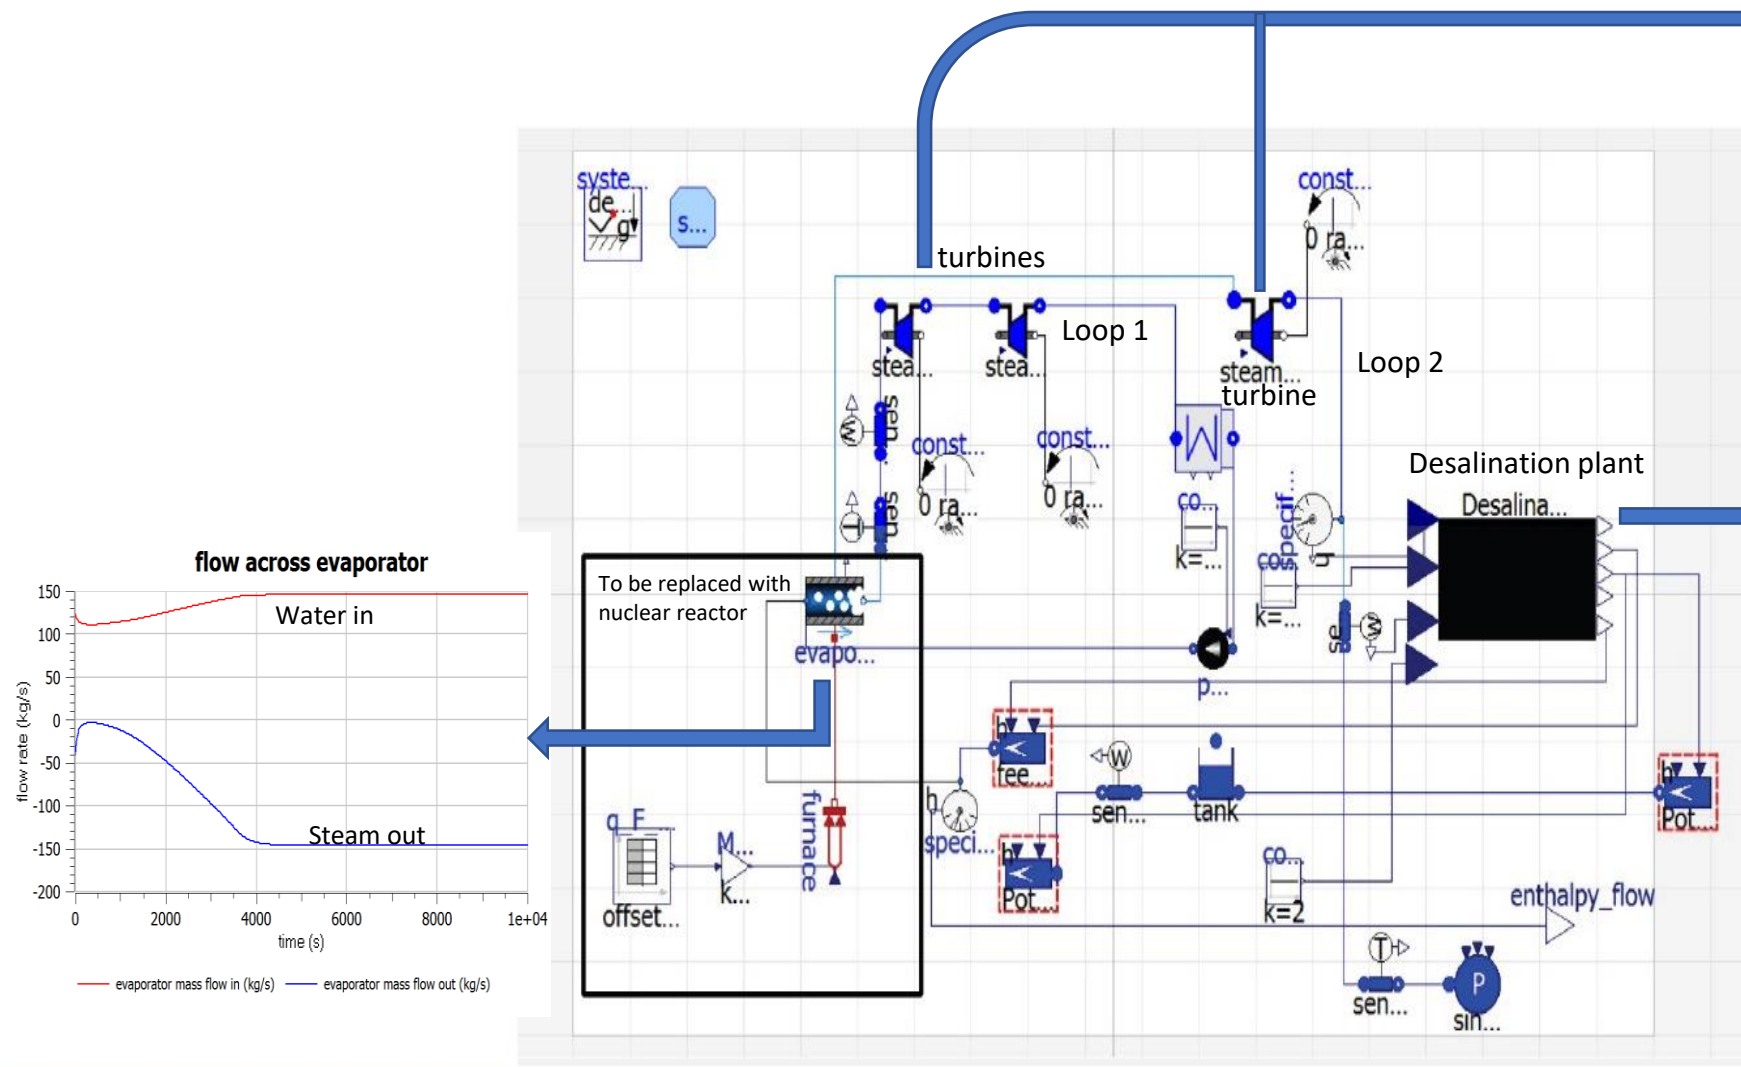 syste...
de...
g
s...
const...
0 ra...
turbines
Loop 1
stea...
stea...
steam...
turbine
Loop 2
W
sen...
const...
0 ra...
const...
0 ra...
T
sen...
co...
k=...
specif...
h
co...
k=...
Desalination plant
Desalina...
W
se
To be replaced with
nuclear reactor
evapo...
p...
flow across evaporator
150
100
50
0
-50
-100
-150
-200
flow rate (kg/s)
Water in
Steam out
0
2000
4000
6000
8000
1e+04
time (s)
evaporator mass flow in (kg/s)
evaporator mass flow out (kg/s)
h
fee...
W
sen...
tank
h
Pot...
h
speci...
h
Pot...
q_F...
offset...
M...
k...
furnace
co...
k=2
enthalpy_flow
T
sen...
P
sin...